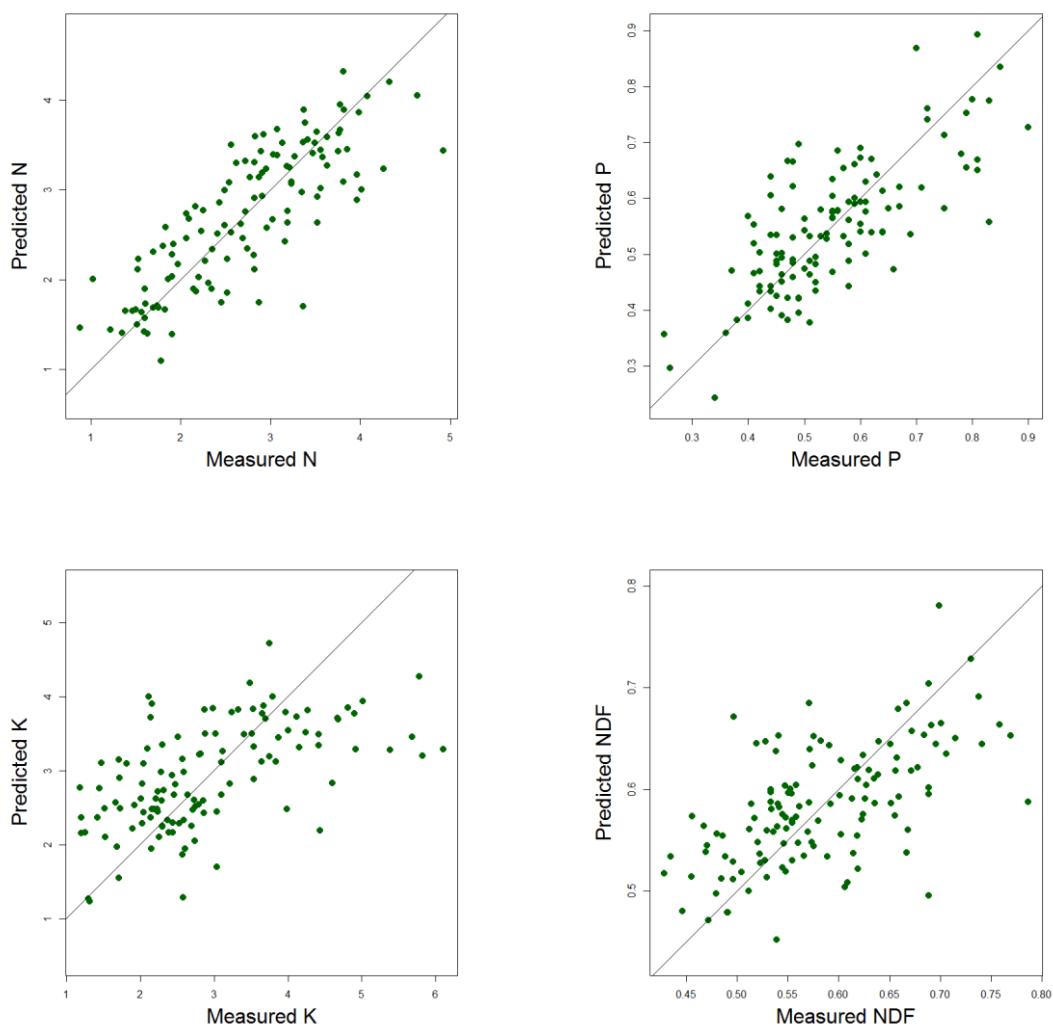 Predicted N
4
3
2
1
1 2 3 4 5
Measured N
Predicted P
0.9
0.8
0.7
0.6
0.5
0.4
0.3
0.3 0.4 0.5 0.6 0.7 0.8 0.9
Measured P
Predicted K
5
4
3
2
1
1 2 3 4 5 6
Measured K
Predicted NDF
0.8
0.7
0.6
0.5
0.45 0.50 0.55 0.60 0.65 0.70 0.75 0.80
Measured NDF